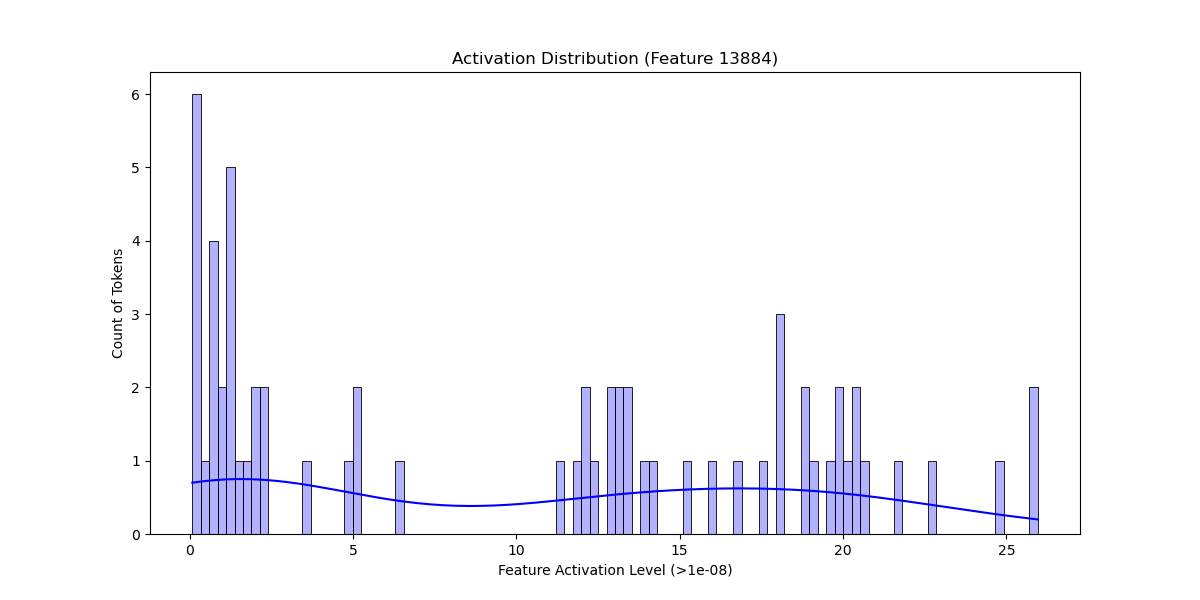 Activation Distribution (Feature 13884)
6
5
4
3
2
1
0
Count of Tokens
0 5 10 15 20 25
Feature Activation Level (>1e-08)